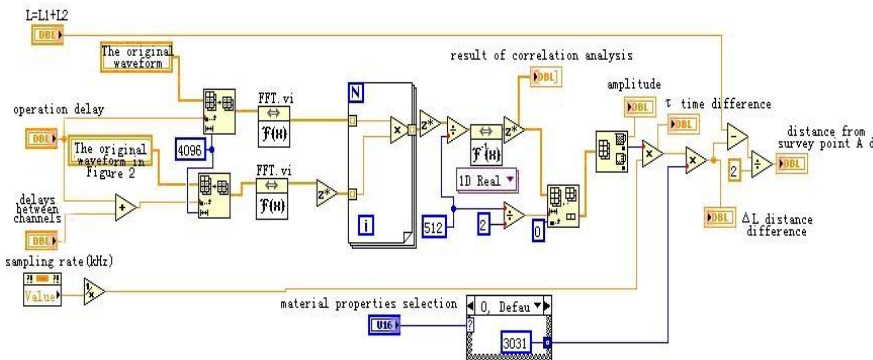 L=L1+L2
DBL
The original
waveform
operation delay
DBL
4096
The original
waveform in
Figure 2
delays
between
channels
DBL
+
sampling rate(kHz)
Value
1/x
FFT.vi
F(x)
FFT.vi
F(x)
z*
N
×
i
z*
÷
F⁻¹(x)
1D Real
z*
result of correlation analysis
DBL
512
2
÷
0
amplitude
DBL
τ time difference
DBL
×
×
-
2
÷
distance from
survey point A d
DBL
DBL
ΔL distance
difference
material properties selection
U16
?
0, Defau
3031